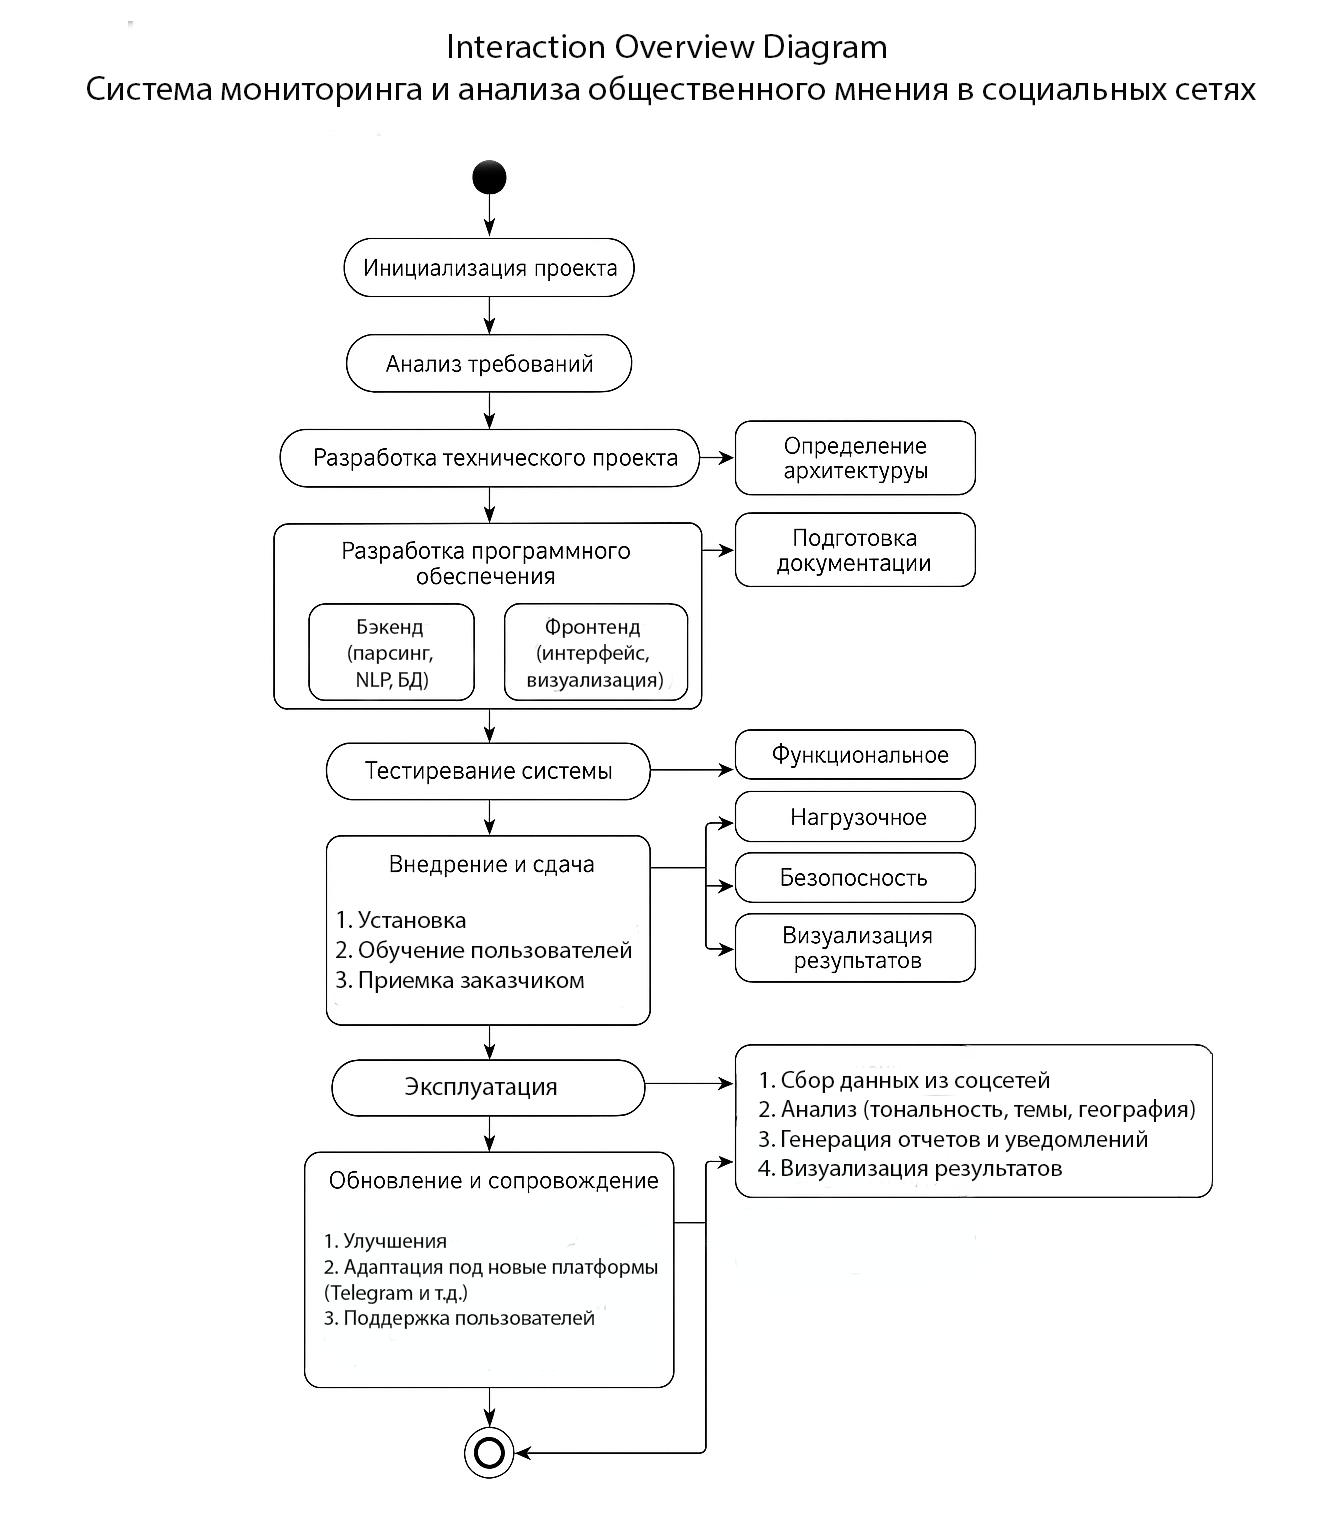 Interaction Overview Diagram
Система мониторинга и анализа общественного мнения в социальных сетях
Инициализация проекта
Анализ требований
Разработка технического проекта
Определение
архитектуруы
Разработка программного
обеспечения
Подготовка
документации
Бэкенд
(парсинг,
NLP, БД)
Фронтенд
(интерфейс,
визуализация)
Тестиревание системы
Функциональное
Нагрузочное
Безопосность
Визуализация
резупьтатов
Внедрение и сдача
1. Установка
2. Обучение пользователей
3. Приемка заказчиком
Эксплуатация
1. Сбор данных из соцсетей
2. Анализ (тональность, темы, география)
3. Генерация отчетов и уведомлений
4. Визуализация результатов
Обновление и сопровождение
1. Улучшения
2. Адаптация под новые платформы
(Telegram и т.д.)
3. Поддержка пользователей